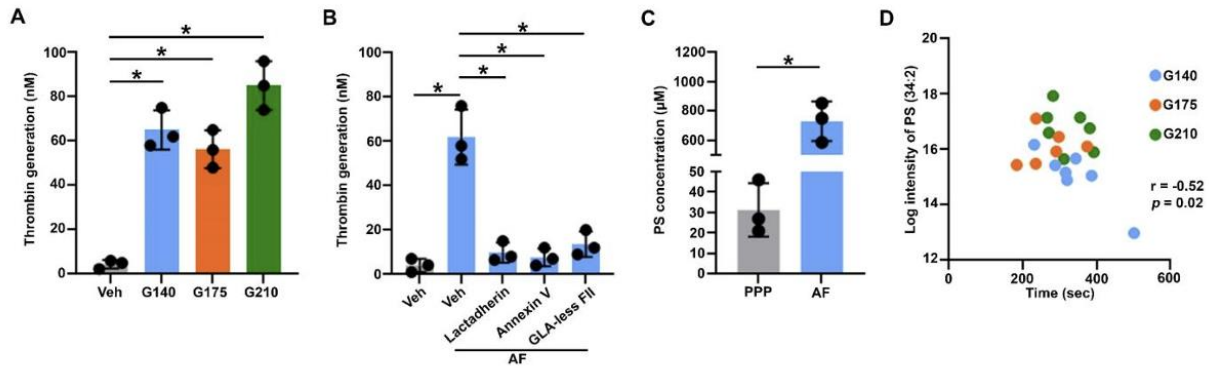 A
Thrombin generation (nM)
100
80
60
40
20
0
*
*
*
Veh G140 G175 G210
B
Thrombin generation (nM)
100
80
60
40
20
0
*
*
*
*
Veh Veh Lactadherin Annexin V GLA-less FII
AF
C
PS concentration (µM)
1200
1000
800
600
50
40
30
20
10
0
*
PPP AF
D
Log intensity of PS (34:2)
20
18
16
14
12
0 200 400 600
Time (sec)
G140
G175
G210
r = -0.52
p = 0.02